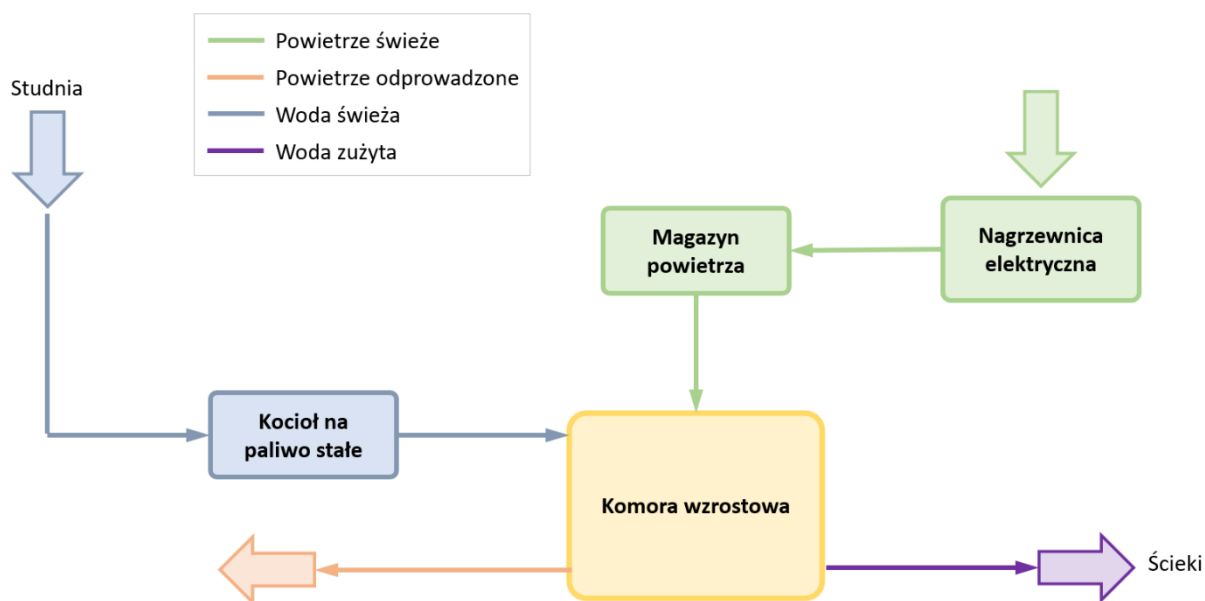 Powietrze świeże
Powietrze odprowadzone
Woda świeża
Woda zużyta
Studnia
Magazyn
powietrza
Nagrzewnica
elektryczna
Kocioł na
paliwo stałe
Komora wzrostowa
Ścieki